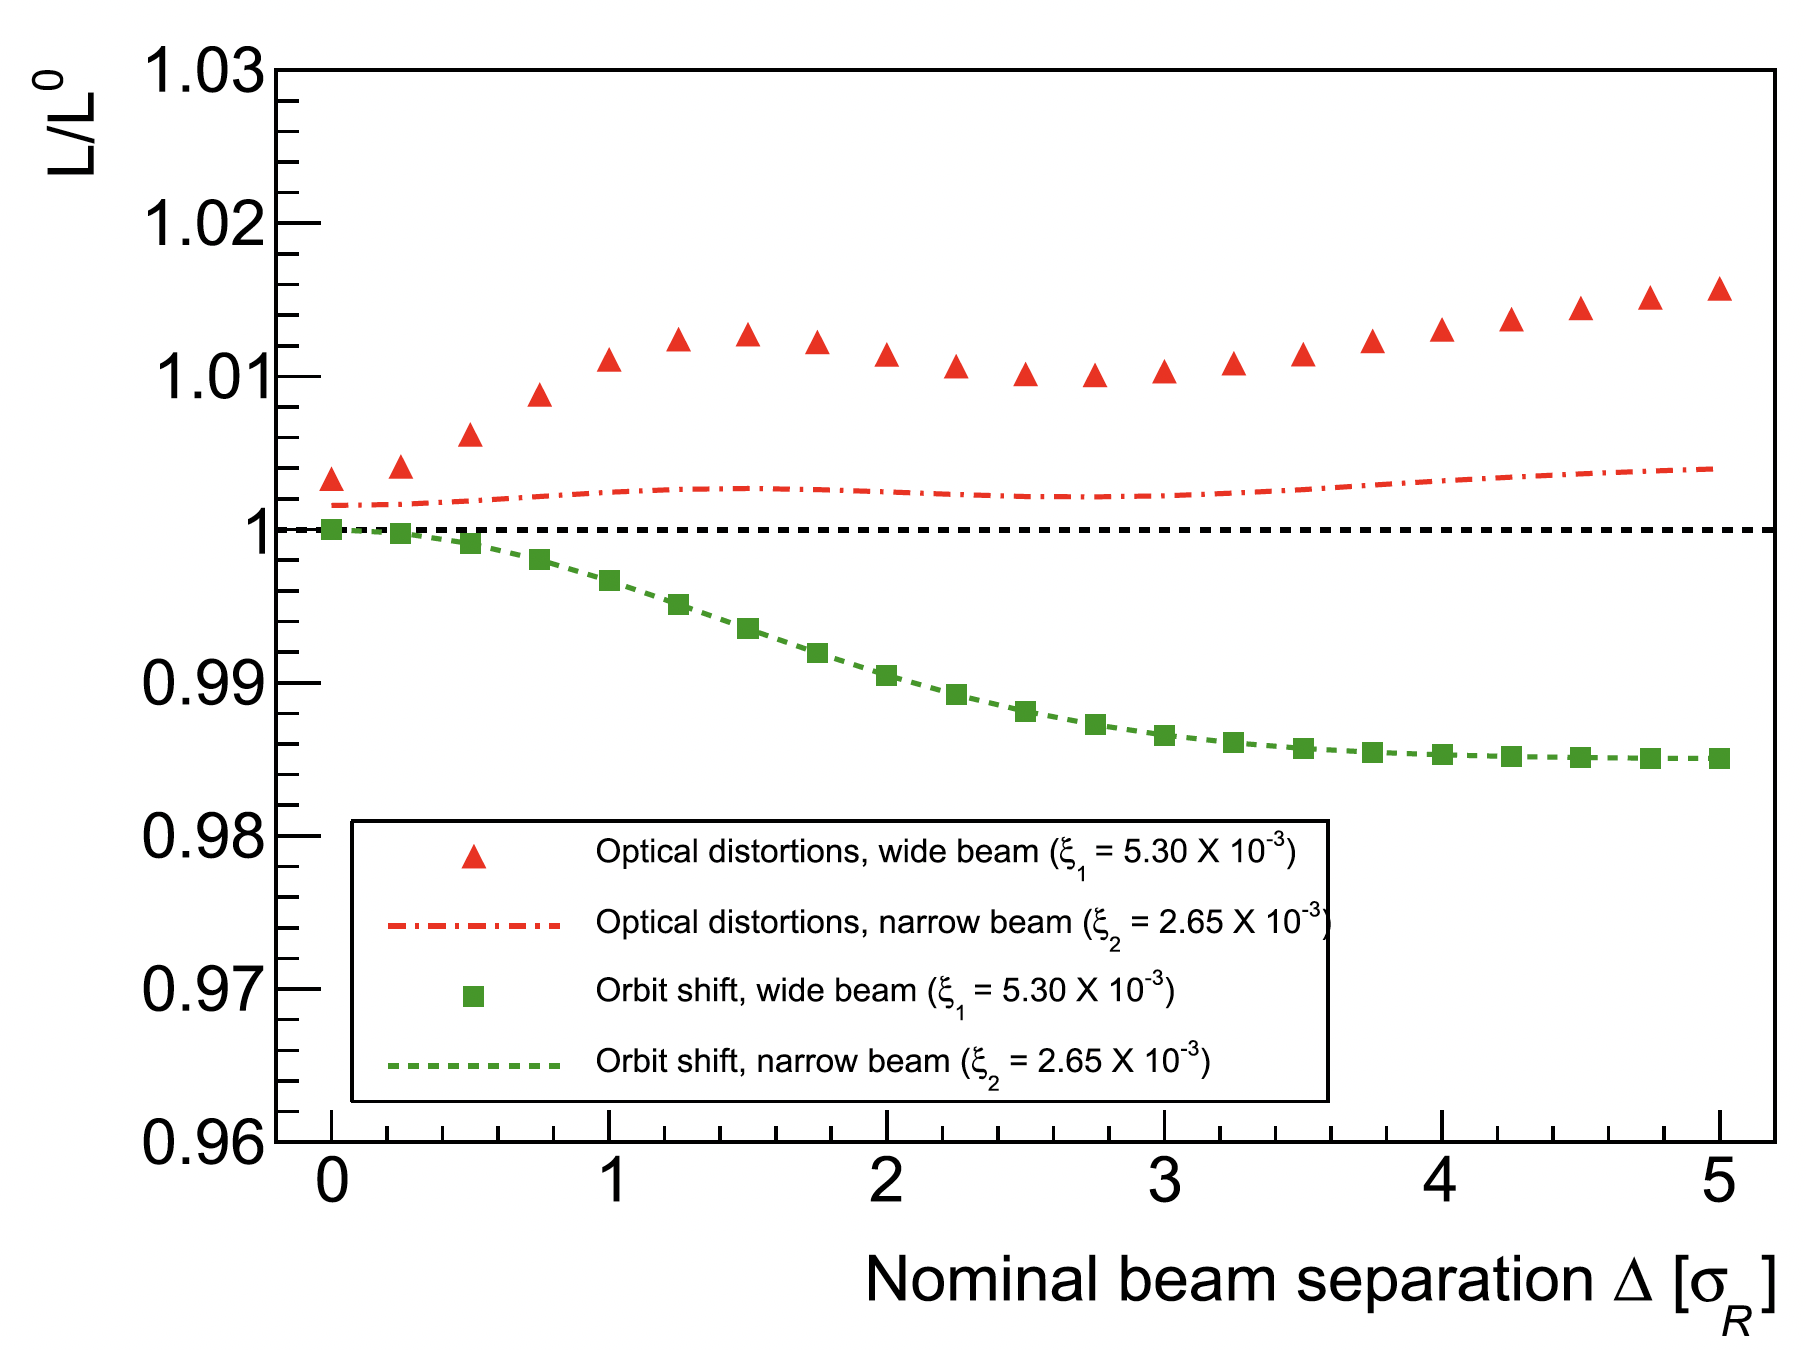 L/L⁰
1.03
1.02
1.01
1
0.99
0.98
0.97
0.96
Optical distortions, wide beam (ξ₁ = 5.30 X 10⁻³)
Optical distortions, narrow beam (ξ₂ = 2.65 X 10⁻³)
Orbit shift, wide beam (ξ₁ = 5.30 X 10⁻³)
Orbit shift, narrow beam (ξ₂ = 2.65 X 10⁻³)
0 1 2 3 4 5
Nominal beam separation Δ [σ_R]